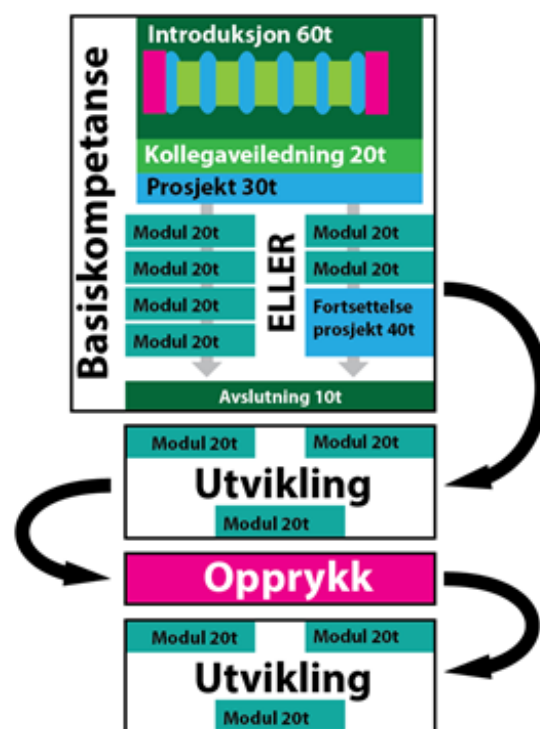 Basiskompetanse
Introduksjon 60t
Kollegaveiledning 20t
Prosjekt 30t
Modul 20t
Modul 20t
Modul 20t
Modul 20t
ELLER
Modul 20t
Modul 20t
Fortsettelse
prosjekt 40t
Avslutning 10t
Modul 20t
Modul 20t
Utvikling
Modul 20t
Opprykk
Modul 20t
Modul 20t
Utvikling
Modul 20t